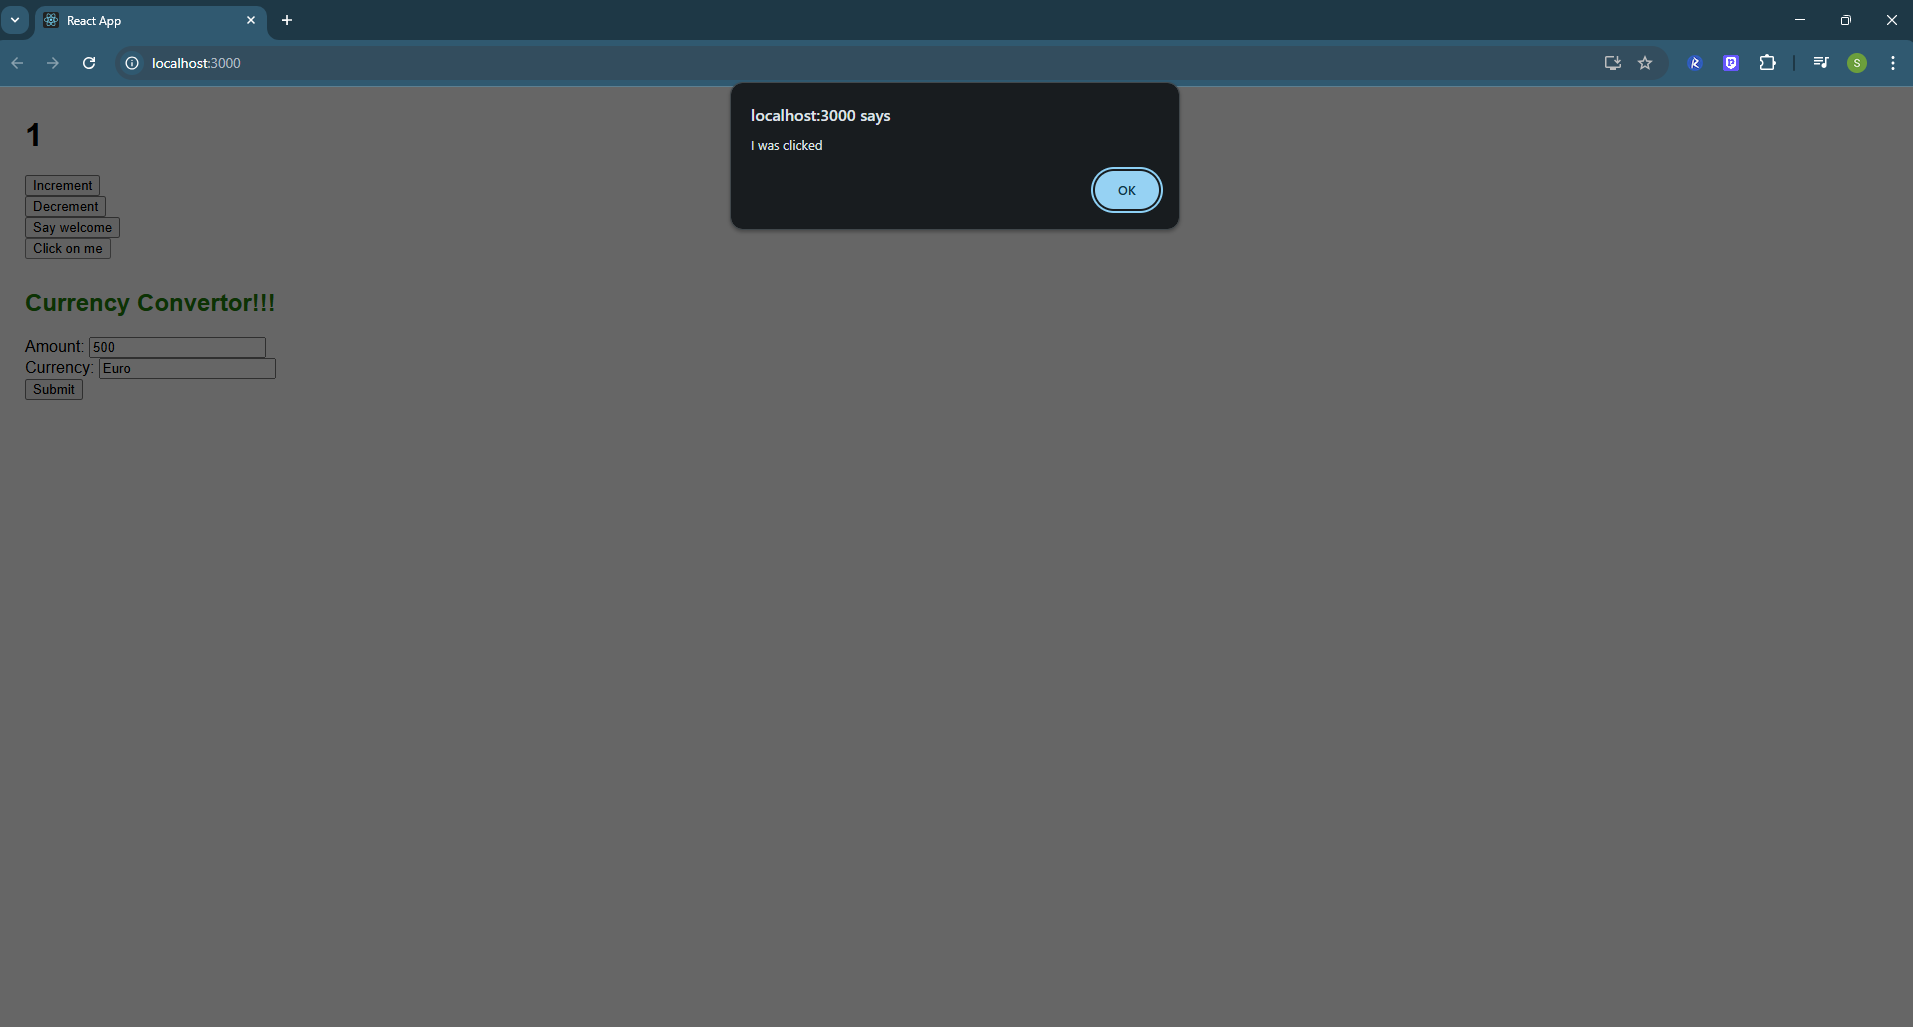 React App
localhost:3000
S
localhost:3000 says
I was clicked
OK
1
Increment
Decrement
Say welcome
Click on me
Currency Convertor!!!
Amount: 500
Currency: Euro
Submit